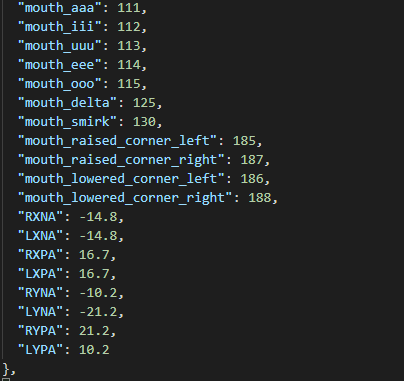 "mouth_aaa": 111,
"mouth_iii": 112,
"mouth_uuu": 113,
"mouth_eee": 114,
"mouth_ooo": 115,
"mouth_delta": 125,
"mouth_smirk": 130,
"mouth_raised_corner_left": 185,
"mouth_raised_corner_right": 187,
"mouth_lowered_corner_left": 186,
"mouth_lowered_corner_right": 188,
"RXNA": -14.8,
"LXNA": -14.8,
"RXPA": 16.7,
"LXPA": 16.7,
"RYNA": -10.2,
"LYNA": -21.2,
"RYPA": 21.2,
"LYPA": 10.2
},